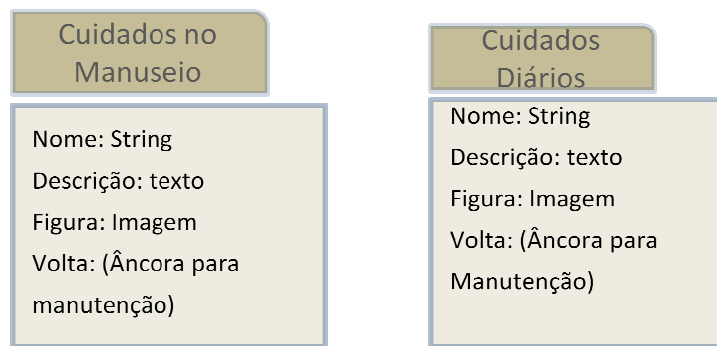 Cuidados no
Manuseio
Nome: String
Descrição: texto
Figura: Imagem
Volta: (Âncora para
manutenção)
Cuidados
Diários
Nome: String
Descrição: texto
Figura: Imagem
Volta: (Âncora para
Manutenção)